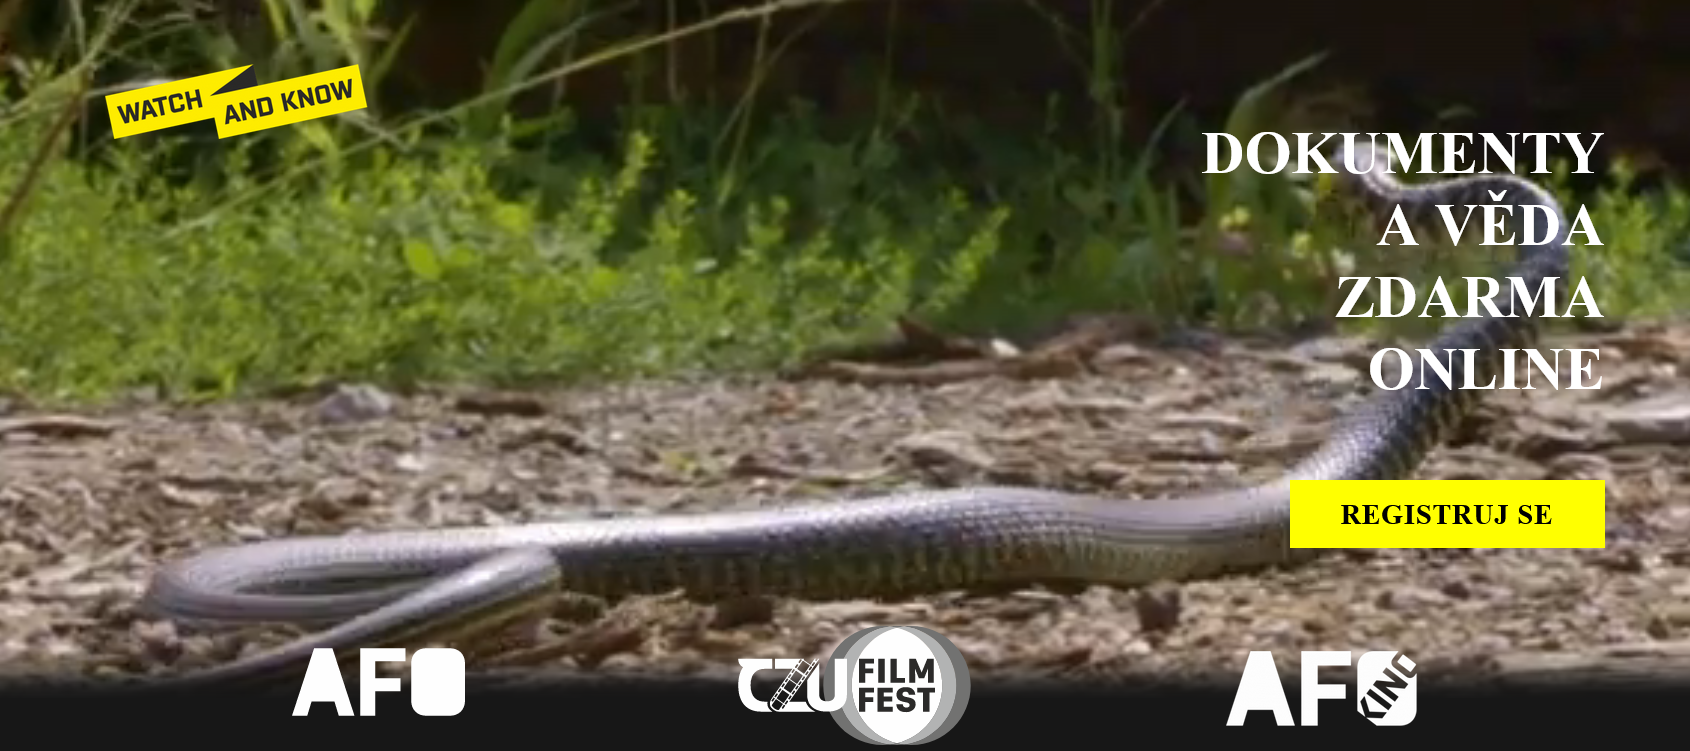 WATCH AND KNOW
DOKUMENTY
A VĚDA
ZDARMA
ONLINE
REGISTRUJ SE
AFO
CZU FILM
FEST
AFO KINO